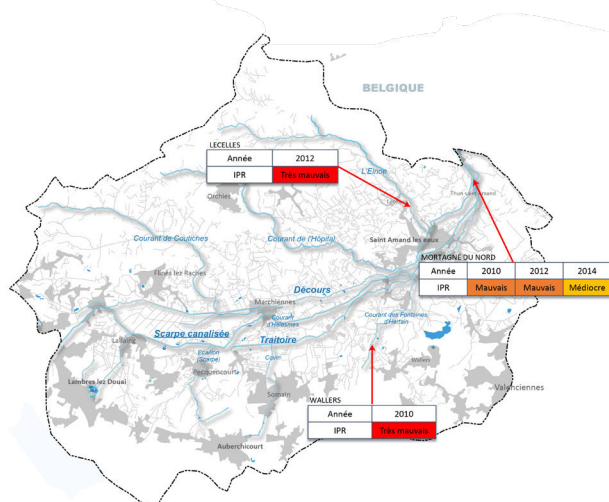 BELGIQUE
LECELLES
Année 2012
IPR Très mauvais
L'Elnon
Orchies
Thun-Saint-Amand
Courant de Coutiches
Courant de l'Hôpital
Saint Amand les eaux
MORTAGNE DU NORD
Année 2010 2012 2014
IPR Mauvais Mauvais Médiocre
Flines lez Raches
Décours
Marchiennes
Courant des Fontaines
d'Hertain
Courant
d'Hélesmes
Scarpe canalisée
Traitoire
Lallaing
Ecaillon
(Scarpe)
Cavin
Wallers
Pecquencourt
Lambres lez Douai
Valenciennes
Somain
WALLERS
Année 2010
IPR Très mauvais
Auberchicourt